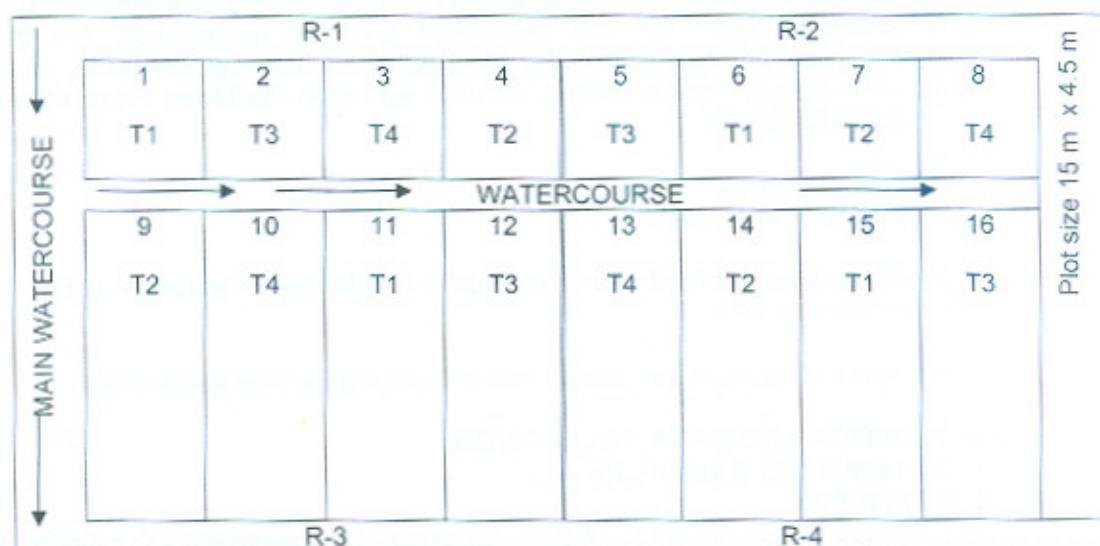 R-1 R-2
1 2 3 4 5 6 7 8
T1 T3 T4 T2 T3 T1 T2 T4
WATERCOURSE
9 10 11 12 13 14 15 16
T2 T4 T1 T3 T4 T2 T1 T3
R-3 R-4
MAIN WATERCOURSE
Plot size 15 m x 4.5 m